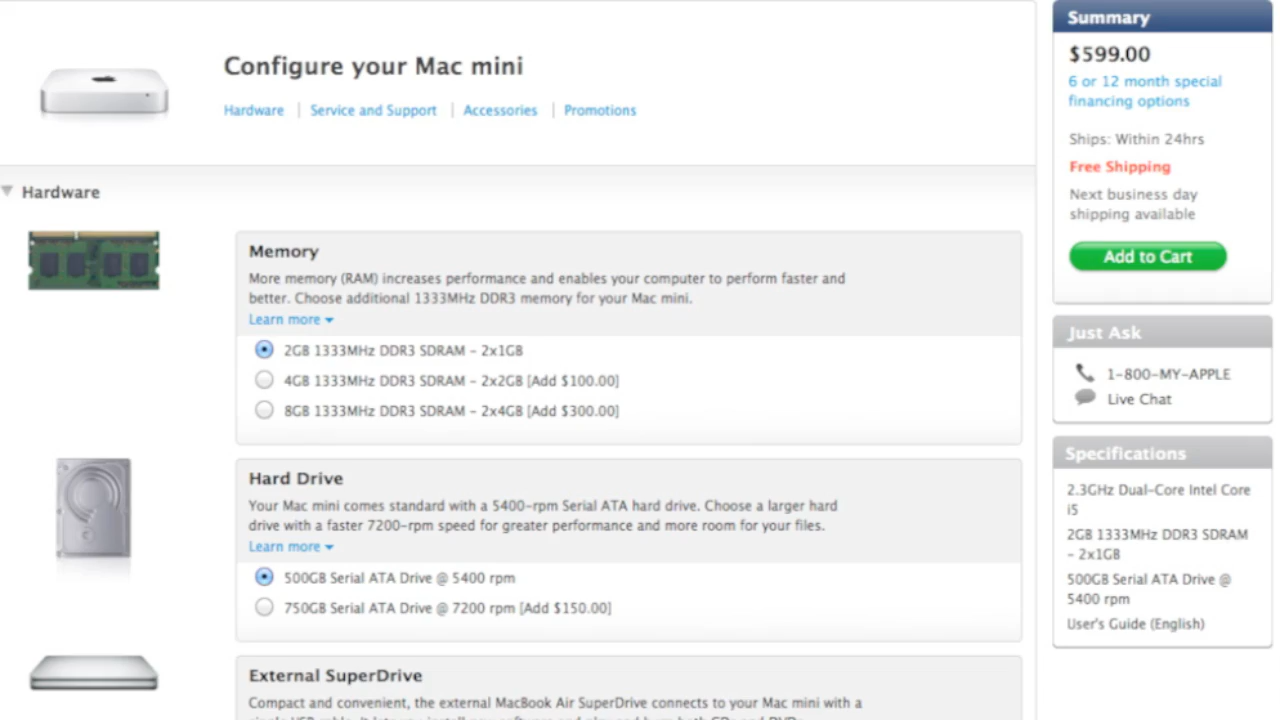 Configure your Mac mini
Hardware
Service and Support
Accessories
Promotions
Hardware
Memory
More memory (RAM) increases performance and enables your computer to perform faster and
better. Choose additional 1333MHz DDR3 memory for your Mac mini.
Learn more
2GB 1333MHz DDR3 SDRAM - 2x1GB
4GB 1333MHz DDR3 SDRAM - 2x2GB [Add $100.00]
8GB 1333MHz DDR3 SDRAM - 2x4GB [Add $300.00]
Hard Drive
Your Mac mini comes standard with a 5400-rpm Serial ATA hard drive. Choose a larger hard
drive with a faster 7200-rpm speed for greater performance and more room for your files.
Learn more
500GB Serial ATA Drive @ 5400 rpm
750GB Serial ATA Drive @ 7200 rpm [Add $150.00]
External SuperDrive
Compact and convenient, the external MacBook Air SuperDrive connects to your Mac mini with a
Summary
$599.00
6 or 12 month special
financing options
Ships: Within 24hrs
Free Shipping
Next business day
shipping available
Add to Cart
Just Ask
1-800-MY-APPLE
Live Chat
Specifications
2.3GHz Dual-Core Intel Core
i5
2GB 1333MHz DDR3 SDRAM
- 2x1GB
500GB Serial ATA Drive @
5400 rpm
User's Guide (English)